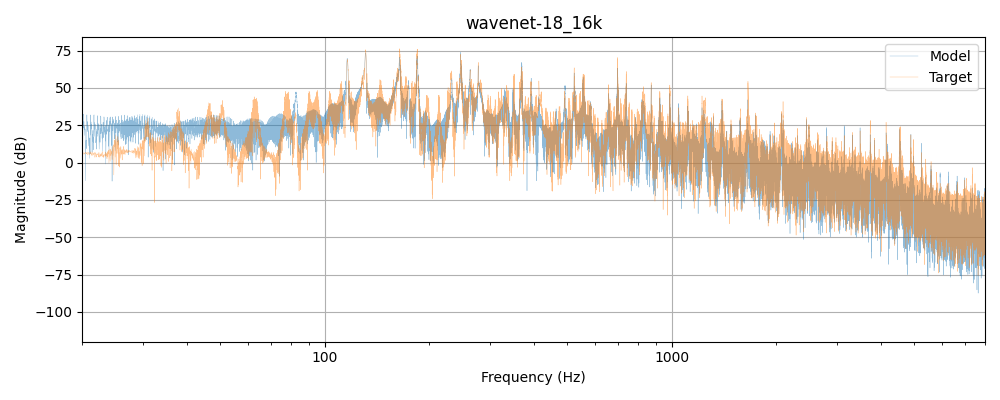 wavenet-18_16k
Model
Target
75
50
25
0
−25
−50
−75
−100
Magnitude (dB)
100
1000
Frequency (Hz)